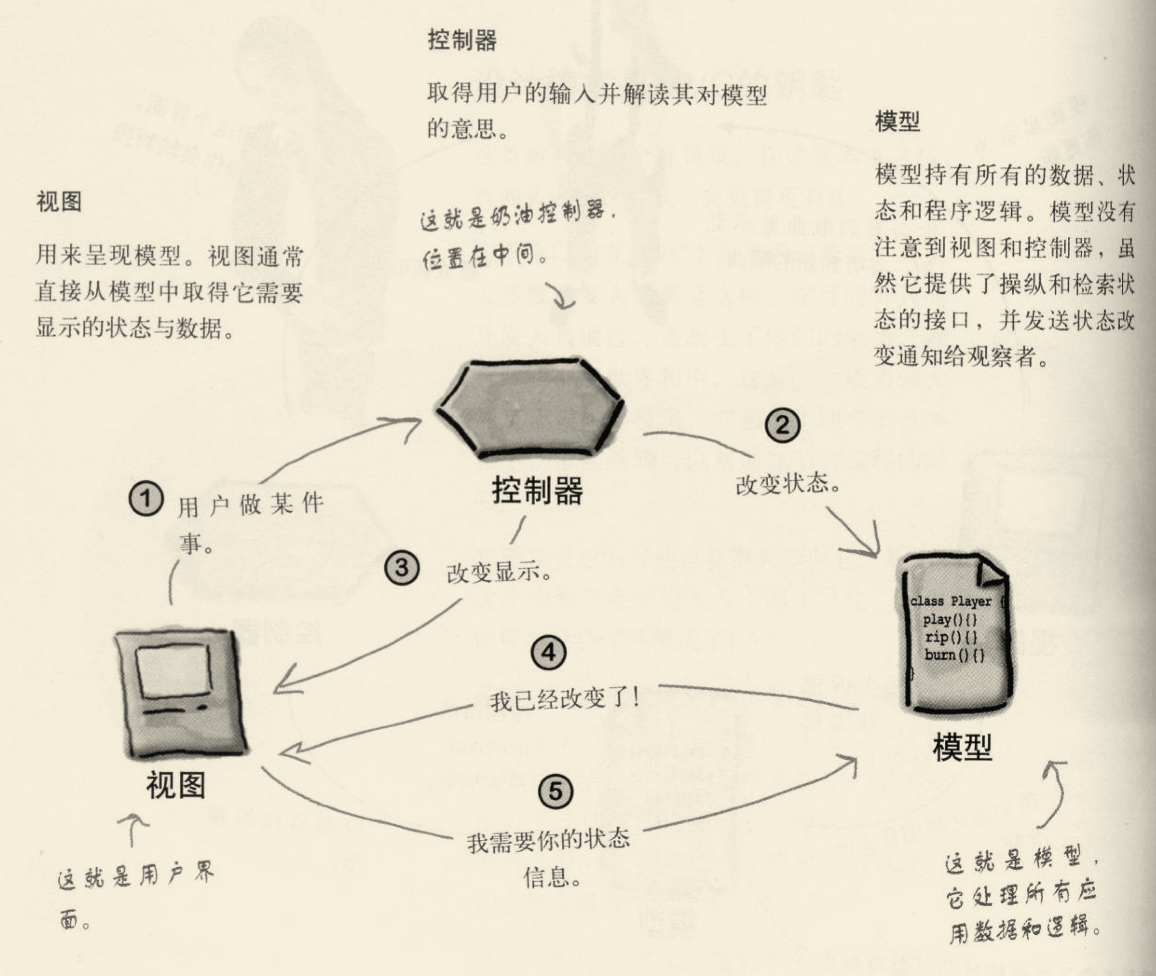 控制器
取得用户的输入并解读其对模型
的意思。
模型
模型持有所有的数据、状
态和程序逻辑。模型没有
注意到视图和控制器，虽
然它提供了操纵和检索状
态的接口，并发送状态改
变通知给观察者。
视图
用来呈现模型。视图通常
直接从模型中取得它需要
显示的状态与数据。
这就是奶油控制器，
位置在中间。
控制器
1
用户做某件
事。
2
改变状态。
3
改变显示。
class Player {
play(){}
rip(){}
burn(){}
}
模型
4
我已经改变了！
视图
5
我需要你的状态
信息。
这就是用户界
面。
这就是模型，
它处理所有应
用数据和逻辑。